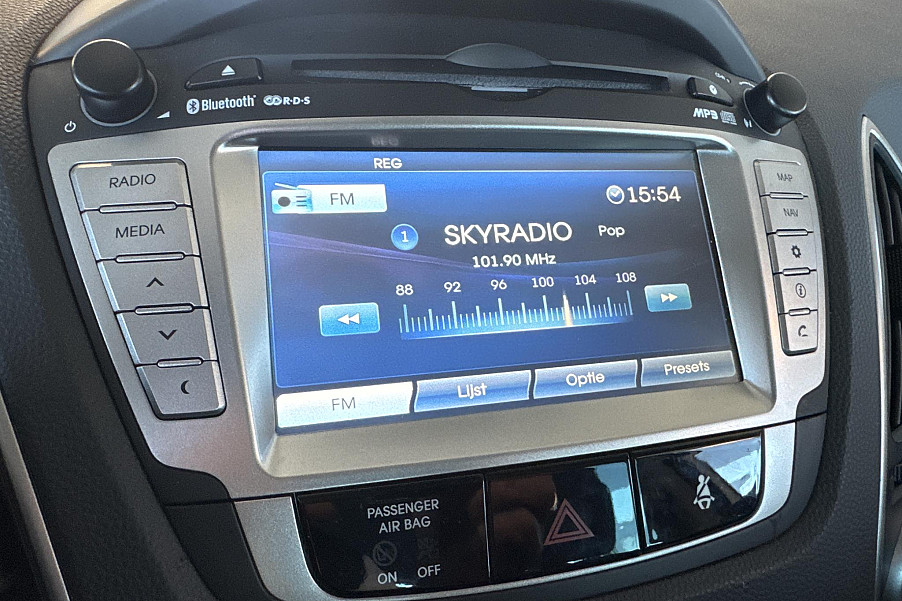 Bluetooth R·D·S
MP3
REG
RADIO
MEDIA
FM
15:54
1 SKYRADIO Pop
101.90 MHz
88 92 96 100 104 108
MAP
NAV
FM Lijst Optie Presets
PASSENGER
AIR BAG
ON OFF